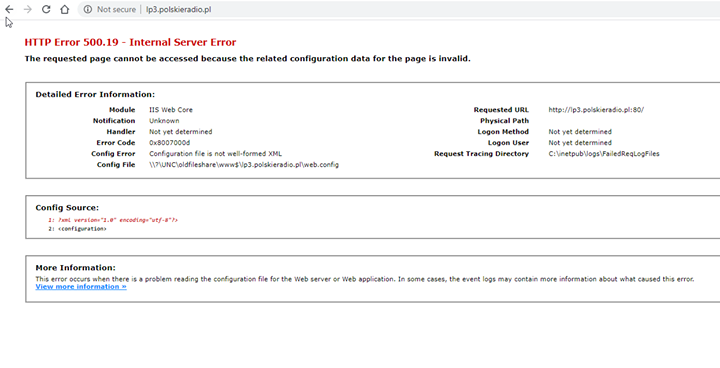 Not secure | lp3.polskieradio.pl
HTTP Error 500.19 - Internal Server Error
The requested page cannot be accessed because the related configuration data for the page is invalid.
Detailed Error Information:
Module IIS Web Core
Notification Unknown
Handler Not yet determined
Error Code 0x8007000d
Config Error Configuration file is not well-formed XML
Config File \\?\UNC\oldfileshare\www$\lp3.polskieradio.pl\web.config
Requested URL http://lp3.polskieradio.pl:80/
Physical Path
Logon Method Not yet determined
Logon User Not yet determined
Request Tracing Directory C:\inetpub\logs\FailedReqLogFiles
Config Source:
1: ?xml version="1.0" encoding="utf-8"?>
2: <configuration>
More Information:
This error occurs when there is a problem reading the configuration file for the Web server or Web application. In some cases, the event logs may contain more information about what caused this error.
View more information »